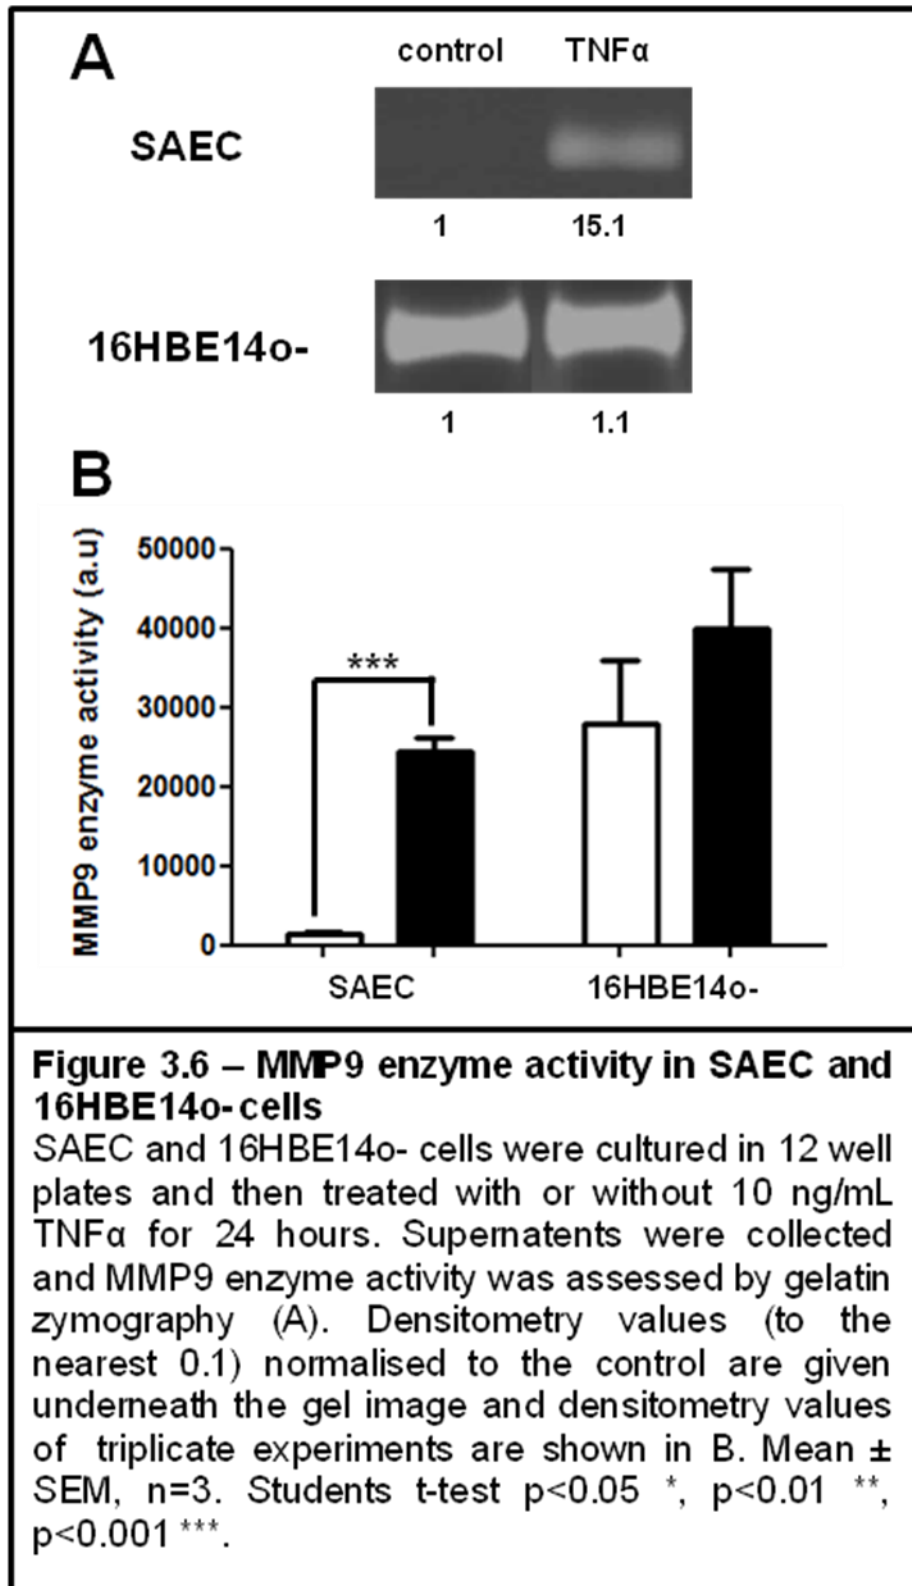 A
control TNFα
SAEC
1 15.1
16HBE14o-
1 1.1
B
MMP9 enzyme activity (a.u)
50000
40000
30000
20000
10000
0
***
SAEC 16HBE14o-
Figure 3.6 – MMP9 enzyme activity in SAEC and
16HBE14o- cells
SAEC and 16HBE14o- cells were cultured in 12 well
plates and then treated with or without 10 ng/mL
TNFα for 24 hours. Supernatents were collected
and MMP9 enzyme activity was assessed by gelatin
zymography (A). Densitometry values (to the
nearest 0.1) normalised to the control are given
underneath the gel image and densitometry values
of triplicate experiments are shown in B. Mean ±
SEM, n=3. Students t-test p<0.05 *, p<0.01 **,
p<0.001 ***.